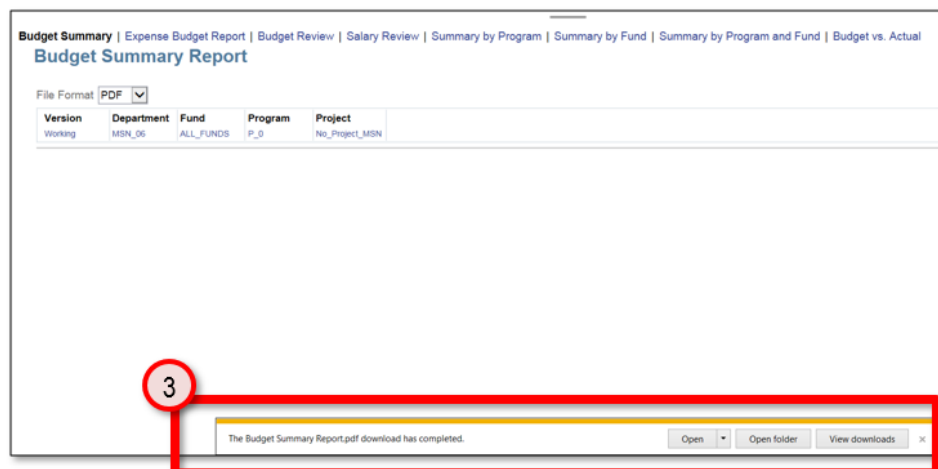 Budget Summary | Expense Budget Report | Budget Review | Salary Review | Summary by Program | Summary by Fund | Summary by Program and Fund | Budget vs. Actual
Budget Summary Report
File Format PDF
Version Department Fund Program Project
Working MSN_06 ALL_FUNDS P_0 No_Project_MSN
3
The Budget Summary Report.pdf download has completed. Open Open folder View downloads ×